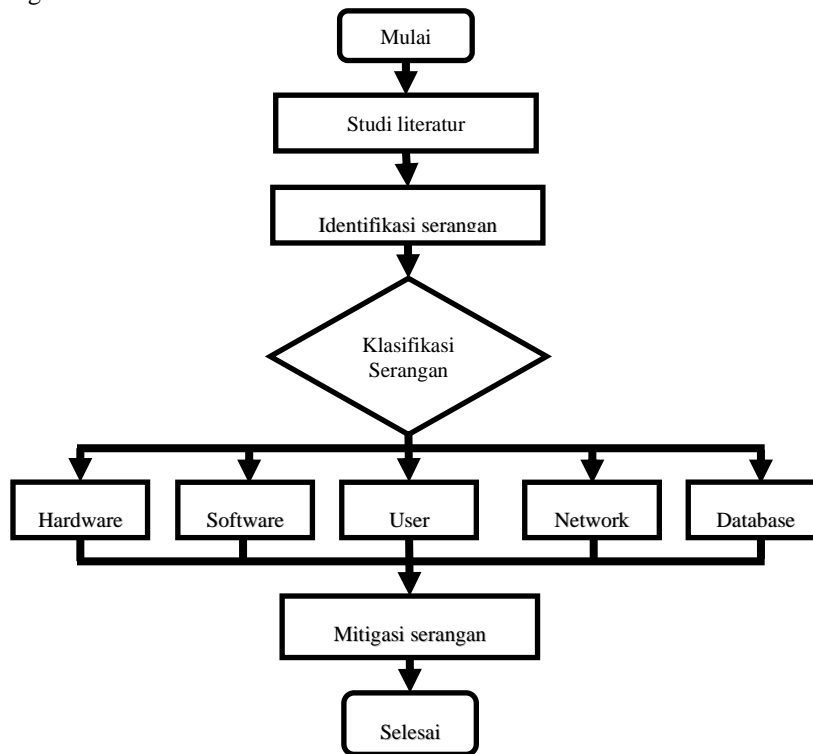 Mulai
Studi literatur
Identifikasi serangan
Klasifikasi
Serangan
Hardware
Software
User
Network
Database
Mitigasi serangan
Selesai